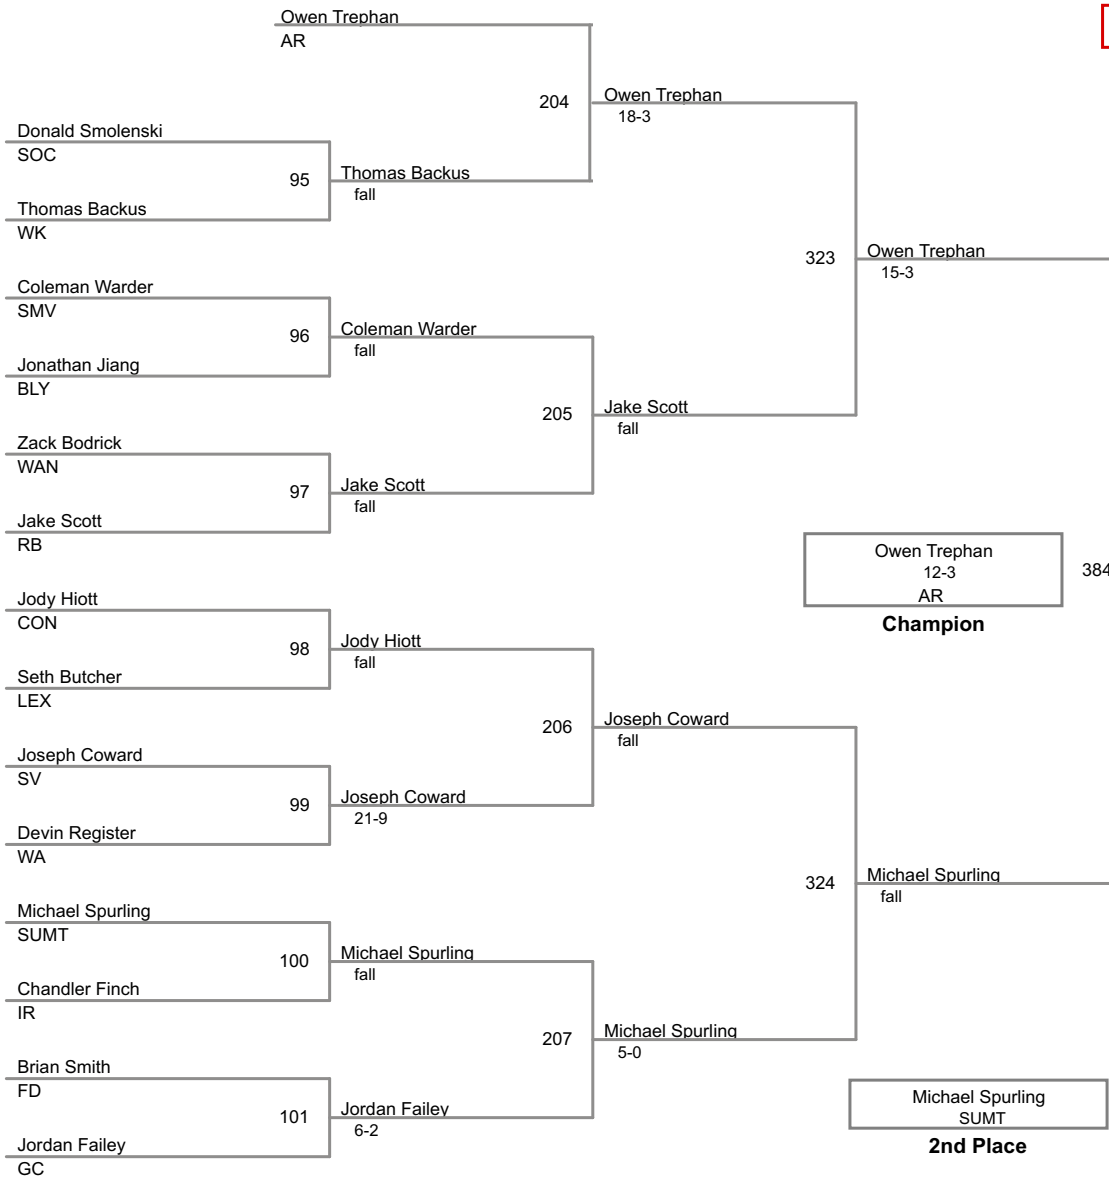 Owen Trephan
AR
204
Owen Trephan
18-3
Donald Smolenski
SOC
95
Thomas Backus
fall
Thomas Backus
WK
323
Owen Trephan
15-3
Coleman Warder
SMV
96
Coleman Warder
fall
Jonathan Jiang
BLY
205
Jake Scott
fall
Zack Bodrick
WAN
97
Jake Scott
fall
Jake Scott
RB
Owen Trephan
12-3
AR
384
Champion
Jody Hiott
CON
98
Jody Hiott
fall
Seth Butcher
LEX
206
Joseph Coward
fall
Joseph Coward
SV
99
Joseph Coward
21-9
Devin Register
WA
324
Michael Spurling
fall
Michael Spurling
SUMT
100
Michael Spurling
fall
Chandler Finch
IR
207
Michael Spurling
5-0
Brian Smith
FD
101
Jordan Failey
6-2
Jordan Failey
GC
Michael Spurling
SUMT
2nd Place